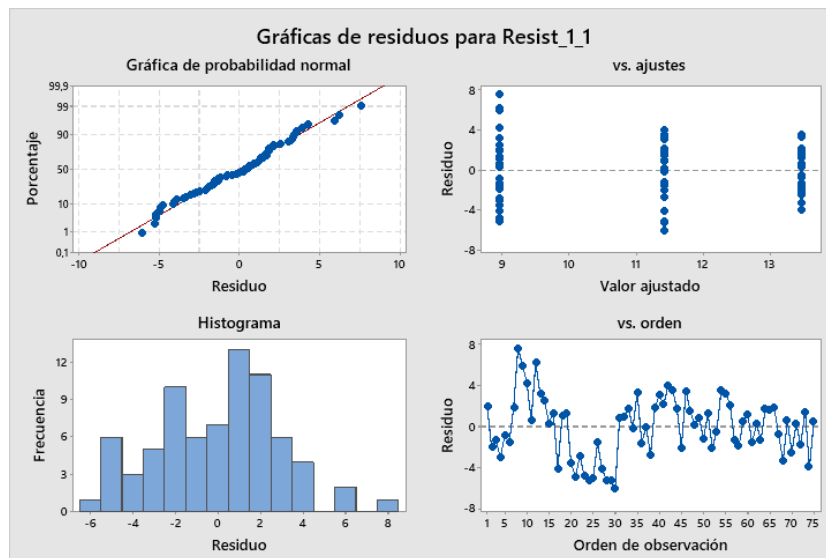 Gráficas de residuos para Resist_1_1
Gráfica de probabilidad normal
99,9
99
90
50
10
1
0,1
Porcentaje
-10 -5 0 5 10
Residuo
vs. ajustes
8
4
0
-4
-8
Residuo
9 10 11 12 13
Valor ajustado
Histograma
12
9
6
3
0
Frecuencia
-6 -4 -2 0 2 4 6 8
Residuo
vs. orden
8
4
0
-4
-8
Residuo
1 5 10 15 20 25 30 35 40 45 50 55 60 65 70 75
Orden de observación